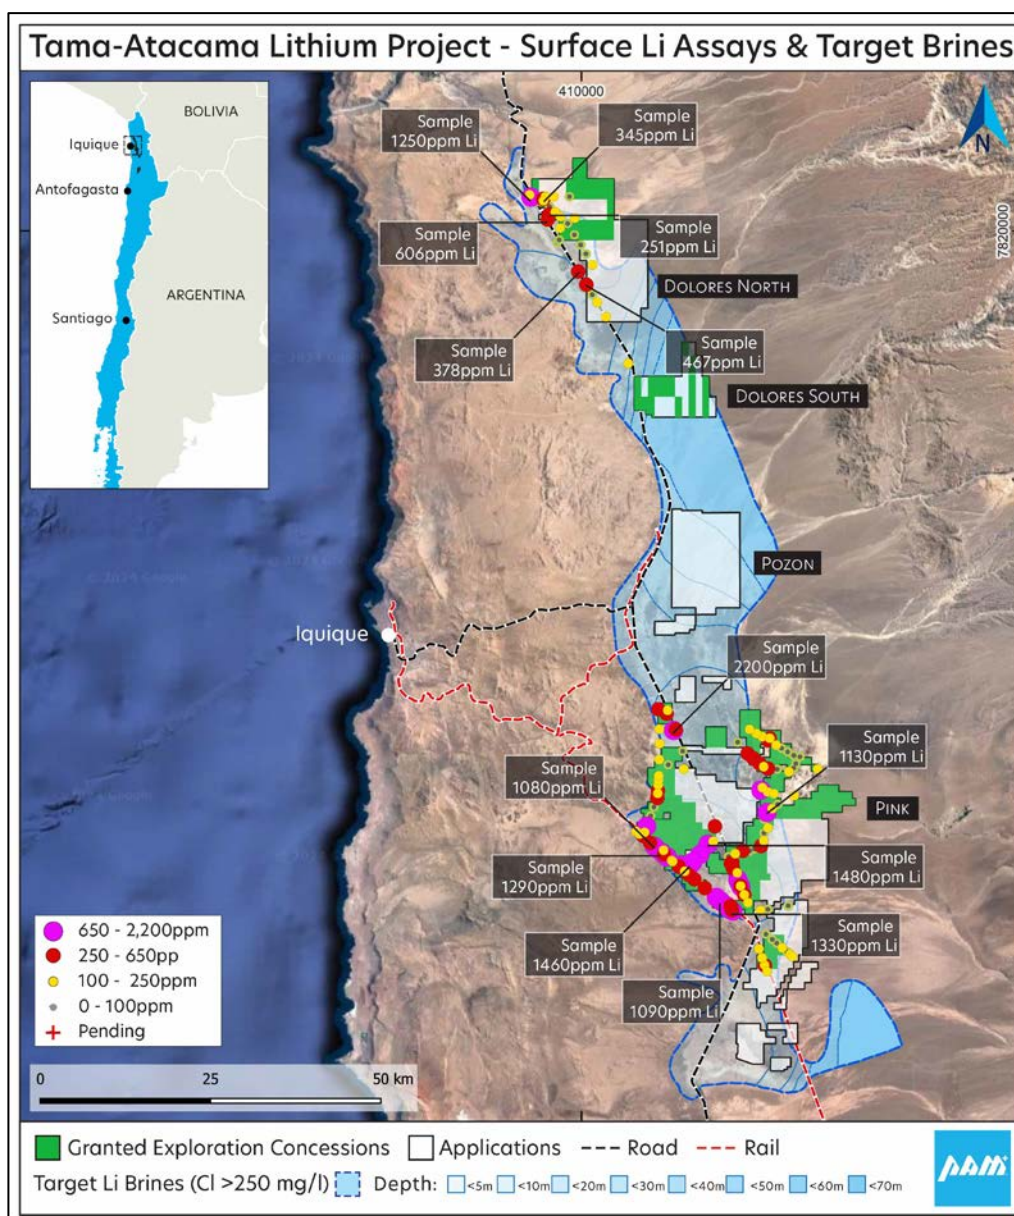 Tama-Atacama Lithium Project - Surface Li Assays & Target Brines
410000
N
7820000
BOLIVIA
Iquique
Antofagasta
ARGENTINA
Santiago
Sample
1250ppm Li
Sample
345ppm Li
Sample
606ppm Li
Sample
251ppm Li
DOLORES NORTH
Sample
378ppm Li
Sample
467ppm Li
DOLORES SOUTH
POZON
Iquique
Sample
2200ppm Li
Sample
1130ppm Li
Sample
1080ppm Li
PINK
Sample
1290ppm Li
Sample
1480ppm Li
Sample
1460ppm Li
Sample
1330ppm Li
Sample
1090ppm Li
650 - 2,200ppm
250 - 650pp
100 - 250ppm
0 - 100ppm
Pending
0 25 50 km
Granted Exploration Concessions Applications Road Rail
Target Li Brines (Cl >250 mg/l) Depth: <5m <10m <20m <30m <40m <50m <60m <70m
PAM